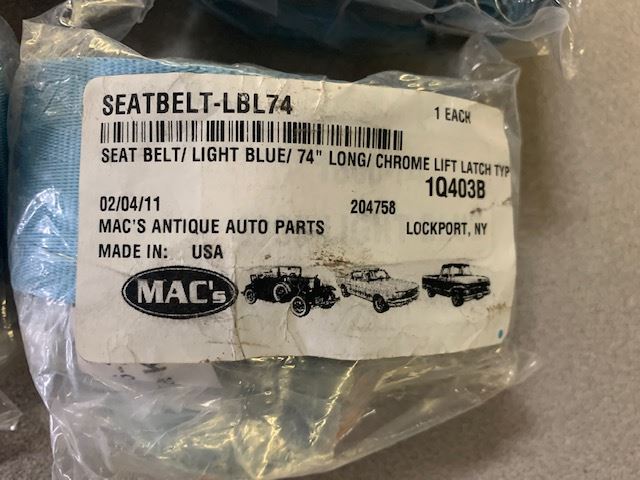 SEATBELT-LBL74 1 EACH
SEAT BELT/ LIGHT BLUE/ 74" LONG/ CHROME LIFT LATCH TYP
1Q403B
02/04/11 204758
MAC'S ANTIQUE AUTO PARTS LOCKPORT, NY
MADE IN: USA
MAC's